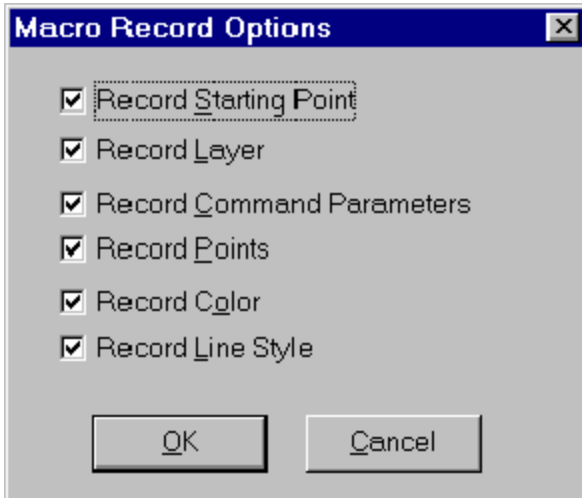 Macro Record Options
Record Starting Point
Record Layer
Record Command Parameters
Record Points
Record Color
Record Line Style
OK
Cancel